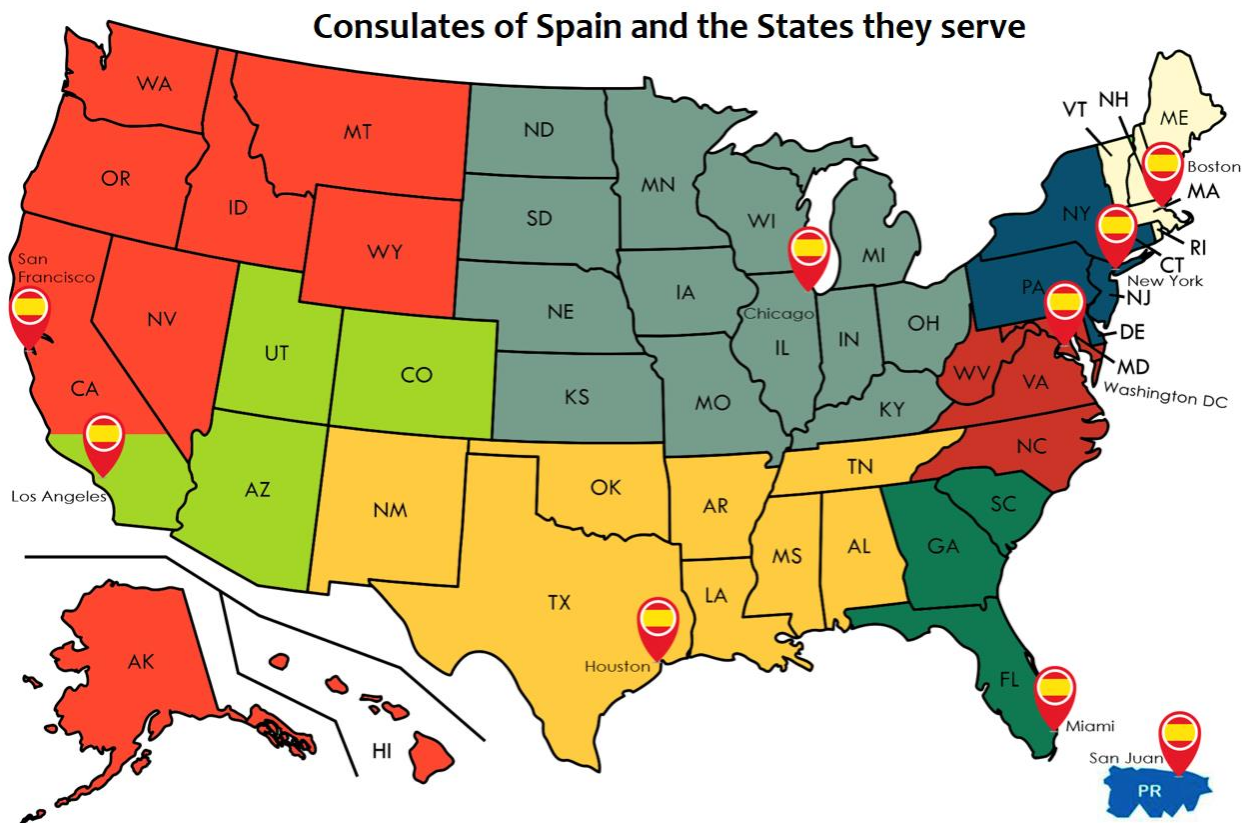 Consulates of Spain and the States they serve
WA
MT
ND
MN
VT
NH
ME
OR
ID
SD
WI
MI
NY
Boston
MA
WY
San
Francisco
IA
RI
CT
New York
NV
NE
Chicago
IL
IN
OH
PA
NJ
DE
MD
Washington DC
UT
CO
CA
KS
MO
KY
WV
VA
Los Angeles
AZ
NM
OK
AR
TN
NC
SC
MS
AL
GA
TX
LA
Houston
AK
HI
FL
Miami
San Juan
PR